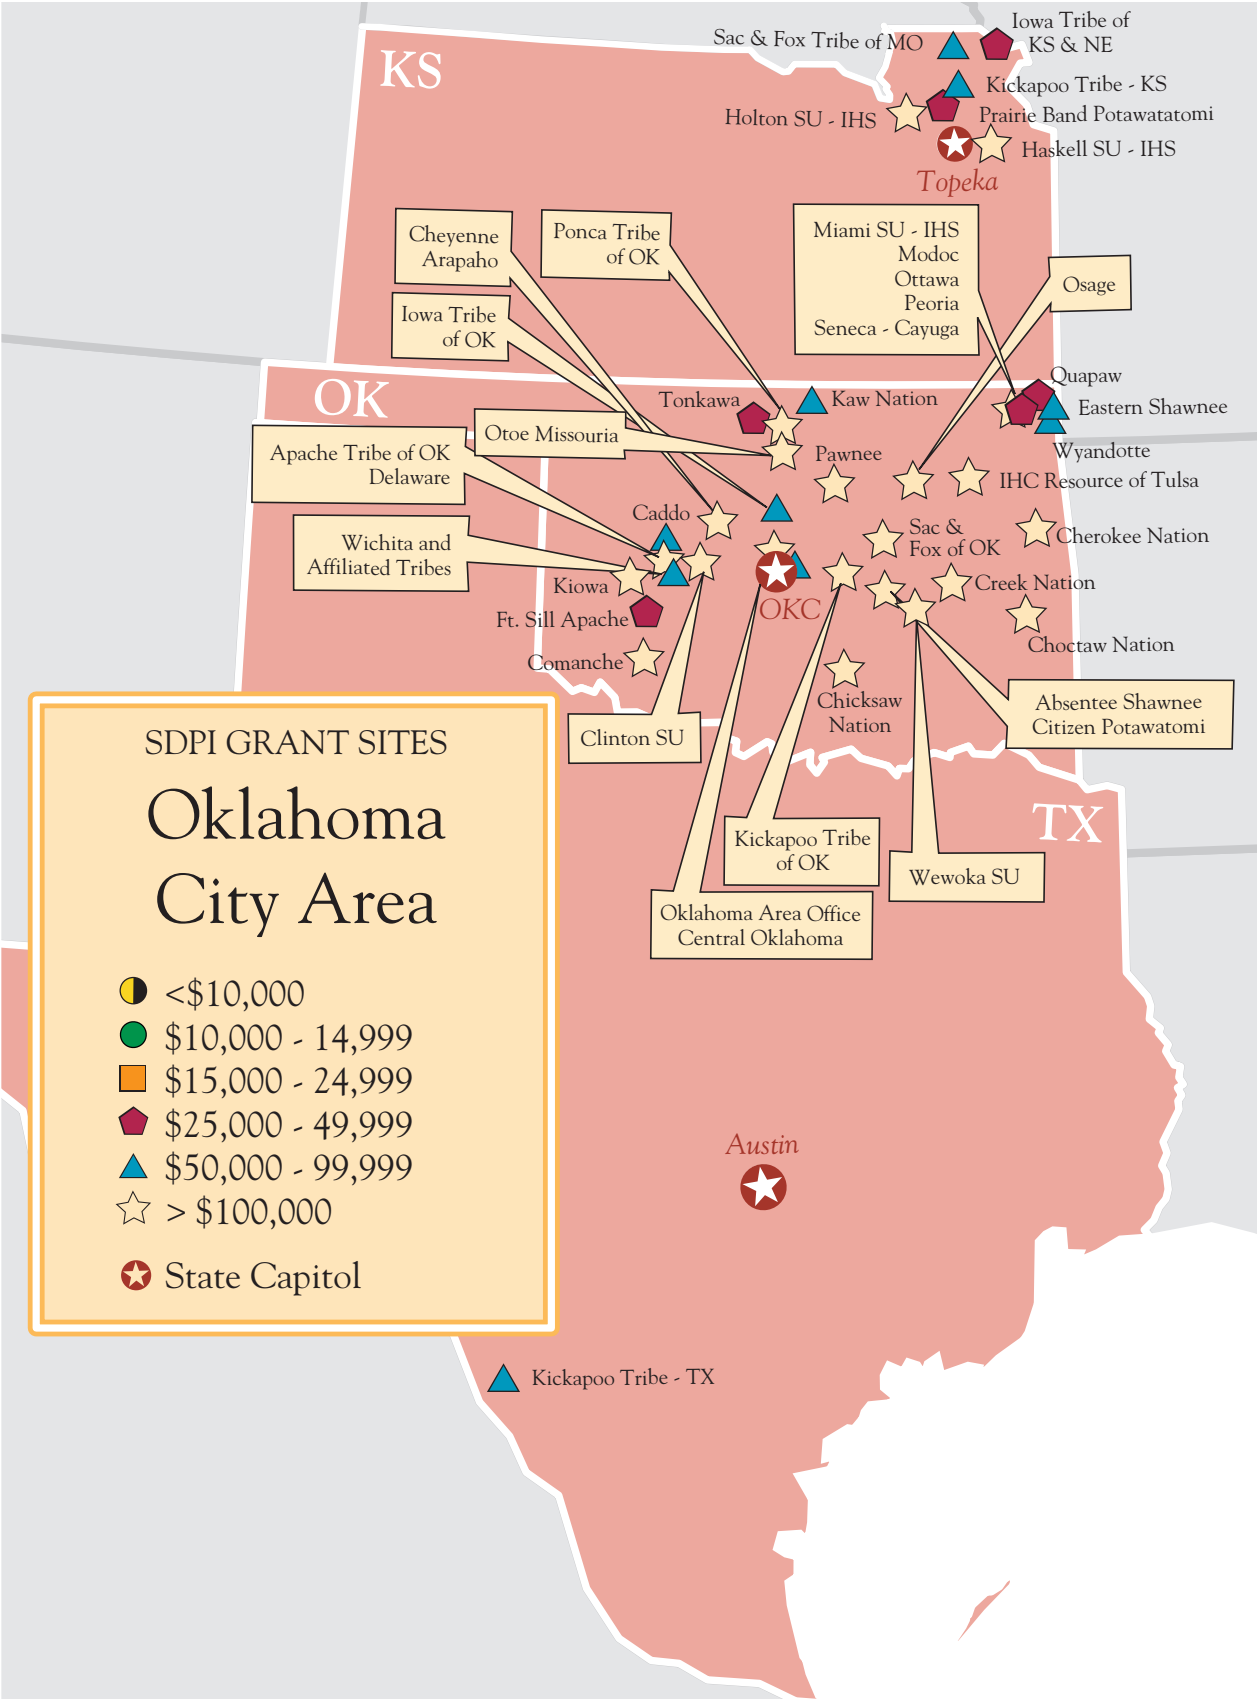 Iowa Tribe of
KS & NE
Sac & Fox Tribe of MO
KS
Kickapoo Tribe - KS
Prairie Band Potawatatomi
Holton SU - IHS
Haskell SU - IHS
Topeka
Cheyenne
Arapaho
Ponca Tribe
of OK
Miami SU - IHS
Modoc
Ottawa
Peoria
Seneca - Cayuga
Osage
Iowa Tribe
of OK
OK
Quapaw
Tonkawa
Kaw Nation
Eastern Shawnee
Otoe Missouria
Wyandotte
Apache Tribe of OK
Delaware
Pawnee
IHC Resource of Tulsa
Caddo
Sac &
Fox of OK
Cherokee Nation
Wichita and
Affiliated Tribes
Kiowa
Creek Nation
OKC
Ft. Sill Apache
Choctaw Nation
Comanche
Chicksaw
Nation
Absentee Shawnee
Citizen Potawatomi
Clinton SU
TX
Kickapoo Tribe
of OK
Wewoka SU
Oklahoma Area Office
Central Oklahoma
SDPI GRANT SITES
Oklahoma
City Area
<$10,000
$10,000 - 14,999
$15,000 - 24,999
$25,000 - 49,999
$50,000 - 99,999
> $100,000
State Capitol
Austin
Kickapoo Tribe - TX